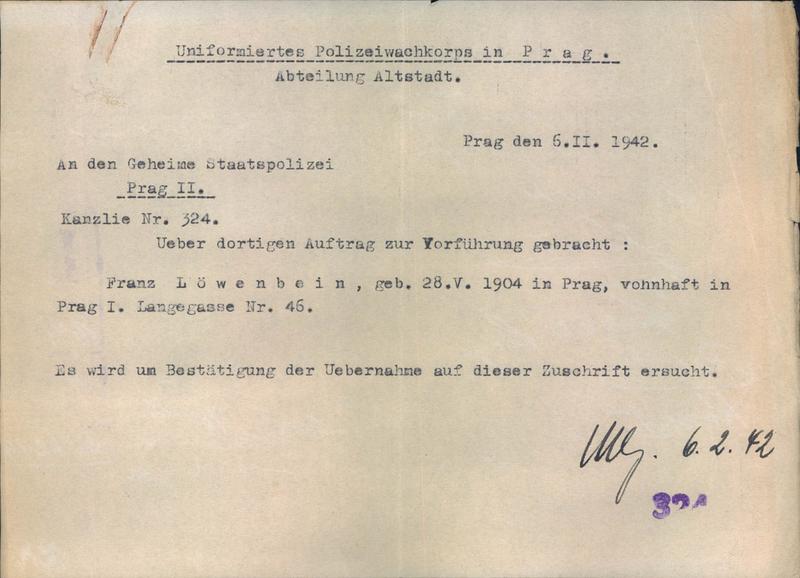 Uniformiertes Polizeiwachkorps in P r a g .
Abteilung Altstadt.
Prag den 6.II. 1942.
An den Geheime Staatspolizei
Prag II.
Kanzlie Nr. 324.
Ueber dortigen Auftrag zur Vorführung gebracht :
Franz L ö w e n b e i n , geb. 28.V. 1904 in Prag, vohnhaft in
Prag I. Langegasse Nr. 46.
Es wird um Bestätigung der Uebernahme auf dieser Zuschrift ersucht.
6. 2. 42
324